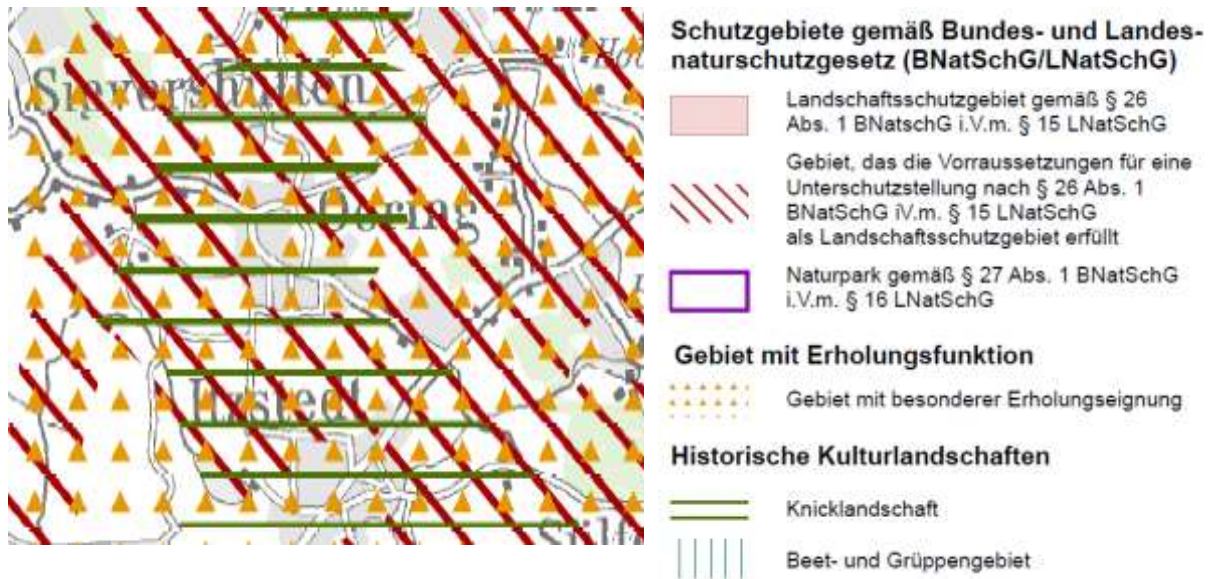 Sievershütten
Oering
Itzstedt
Schutzgebiete gemäß Bundes- und Landes-
naturschutzgesetz (BNatSchG/LNatSchG)
Landschaftsschutzgebiet gemäß § 26
Abs. 1 BNatschG i.V.m. § 15 LNatSchG
Gebiet, das die Vorraussetzungen für eine
Unterschutzstellung nach § 26 Abs. 1
BNatSchG iV.m. § 15 LNatSchG
als Landschaftsschutzgebiet erfüllt
Naturpark gemäß § 27 Abs. 1 BNatSchG
i.V.m. § 16 LNatSchG
Gebiet mit Erholungsfunktion
Gebiet mit besonderer Erholungseignung
Historische Kulturlandschaften
Knicklandschaft
Beet- und Grüppengebiet